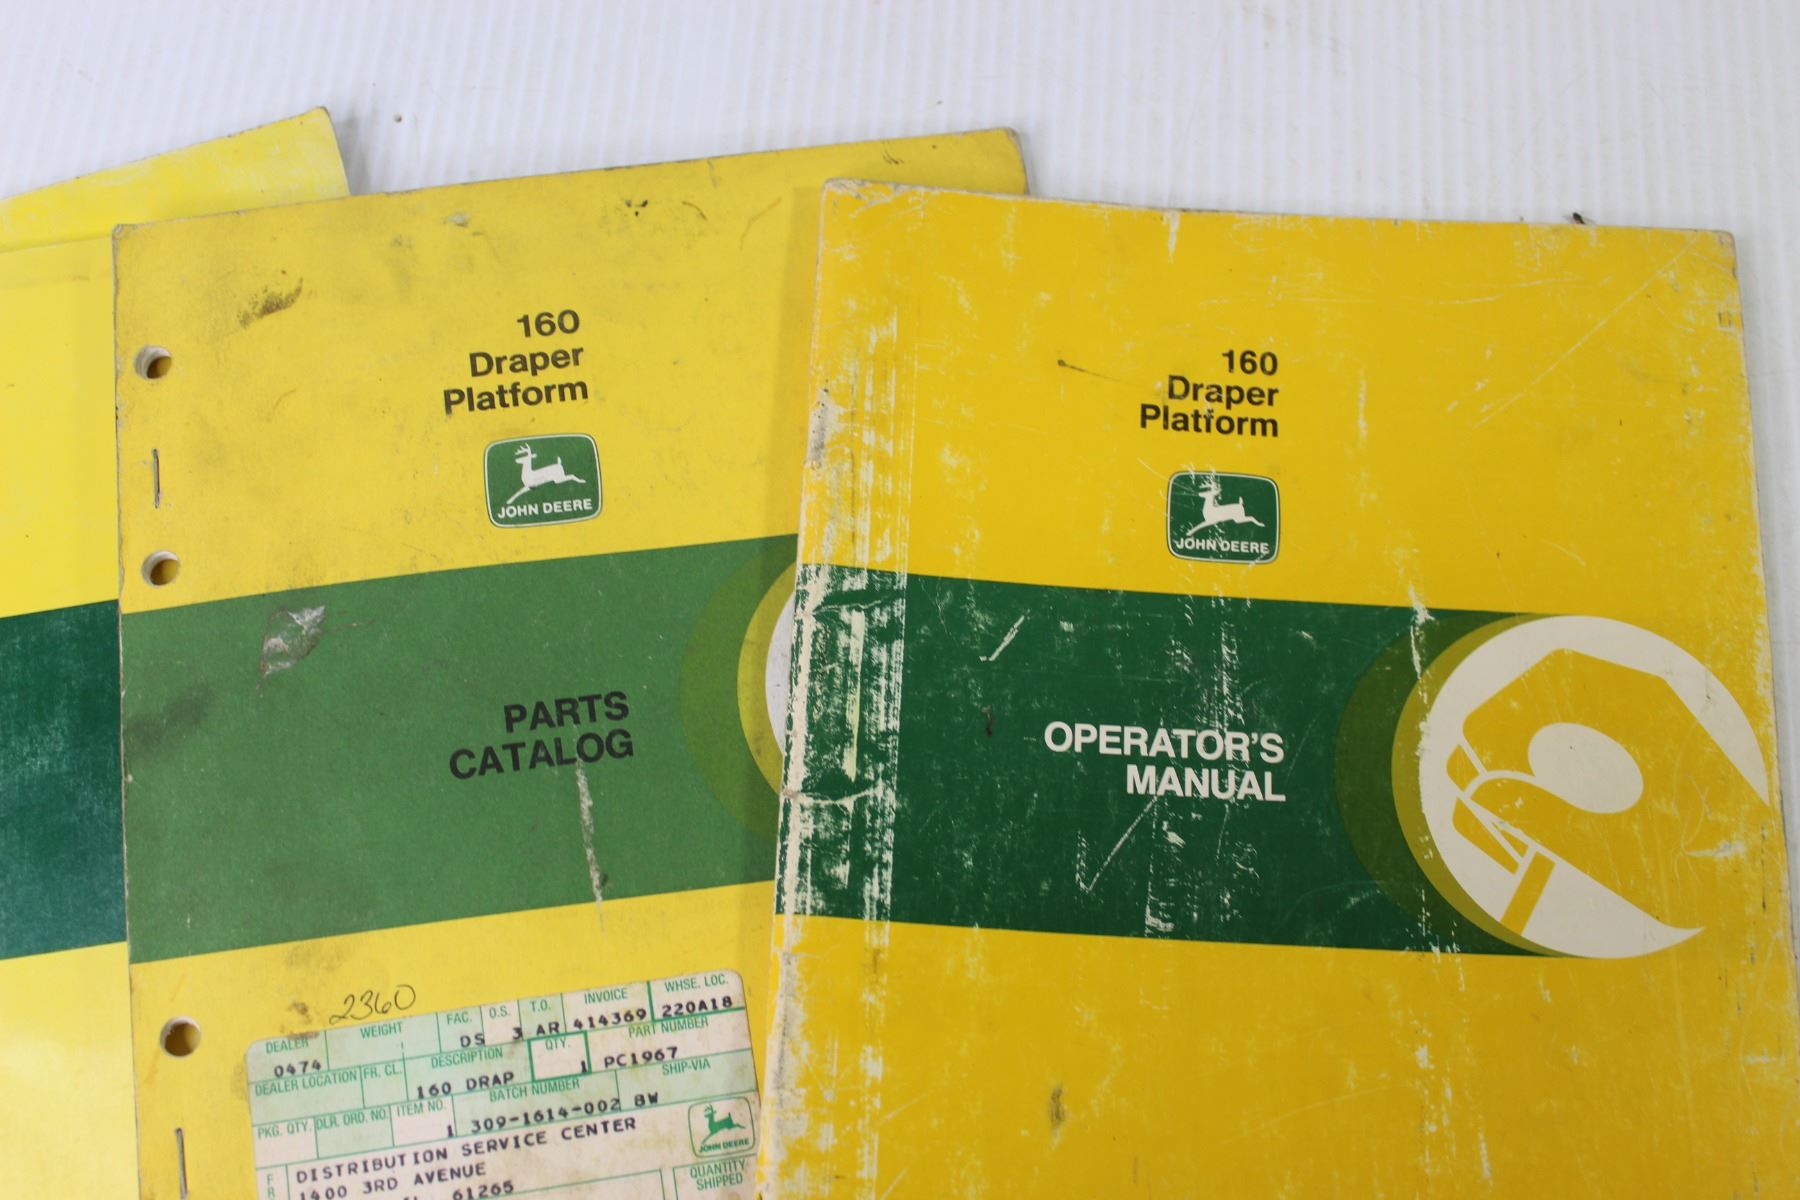 160
Draper
Platform
JOHN DEERE
PARTS
CATALOG
2360
DEALER WEIGHT FAC. O.S. T.O. INVOICE WHSE. LOC.
0474 DS 3 AR 414369 220A18
DEALER LOCATION FR. CL. DESCRIPTION QTY. PART NUMBER
160 DRAP 1 PC1967
PKG. QTY. DLR. ORD. NO. ITEM NO. BATCH NUMBER SHIP-VIA
1 309-1614-002 BW
JOHN DEERE
F
R
DISTRIBUTION SERVICE CENTER
1400 3RD AVENUE
61265
QUANTITY
SHIPPED
160
Draper
Platform
JOHN DEERE
OPERATOR'S
MANUAL